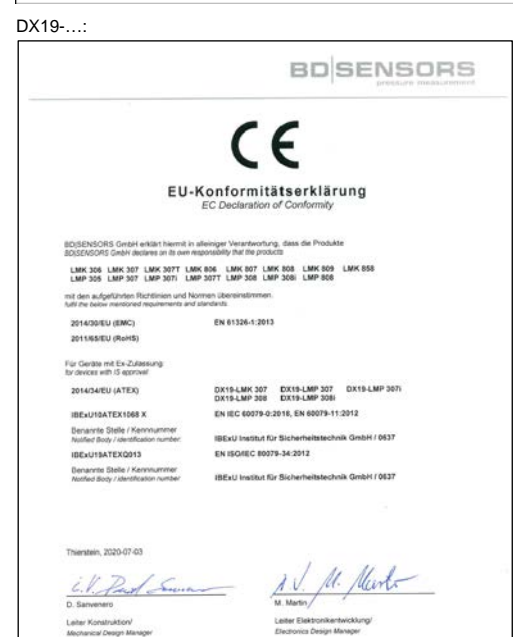 DX19-…:
BD|SENSORS
pressure measurement
CE
EU-Konformitätserklärung
EC Declaration of Conformity
BD|SENSORS GmbH erklärt hiermit in alleiniger Verantwortung, dass die Produkte
BD|SENSORS GmbH declares on its own responsibility that the products
LMK 306 LMK 307 LMK 307T LMK 806 LMK 807 LMK 808 LMK 809 LMK 858
LMP 305 LMP 307 LMP 307i LMP 307T LMP 308 LMP 308i LMP 808
mit den aufgeführten Richtlinien und Normen übereinstimmen.
fulfil the below mentioned requirements and standards.
2014/30/EU (EMC) EN 61326-1:2013
2011/65/EU (RoHS)
Für Geräte mit Ex-Zulassung:
for devices with IS approval
2014/34/EU (ATEX) DX19-LMK 307 DX19-LMP 307 DX19-LMP 307i
DX19-LMP 308 DX19-LMP 308i
IBExU10ATEX1068 X EN IEC 60079-0:2018, EN 60079-11:2012
Benannte Stelle / Kennnummer
Notified Body / identification number IBExU Institut für Sicherheitstechnik GmbH / 0637
IBExU19ATEXQ013 EN ISO/IEC 80079-34:2012
Benannte Stelle / Kennnummer
Notified Body / identification number IBExU Institut für Sicherheitstechnik GmbH / 0637
Thierstein, 2020-07-03
D. Sanvenero M. Martin
Leiter Konstruktion/ Leiter Elektronikentwicklung/
Mechanical Design Manager Electronics Design Manager